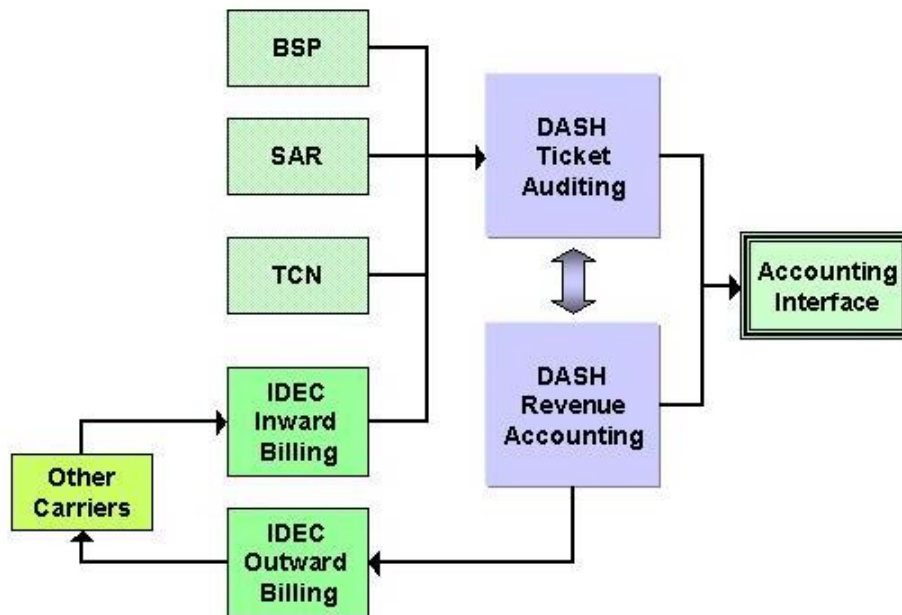 BSP
SAR
TCN
IDEC
Inward
Billing
Other
Carriers
IDEC
Outward
Billing
DASH
Ticket
Auditing
DASH
Revenue
Accounting
Accounting
Interface